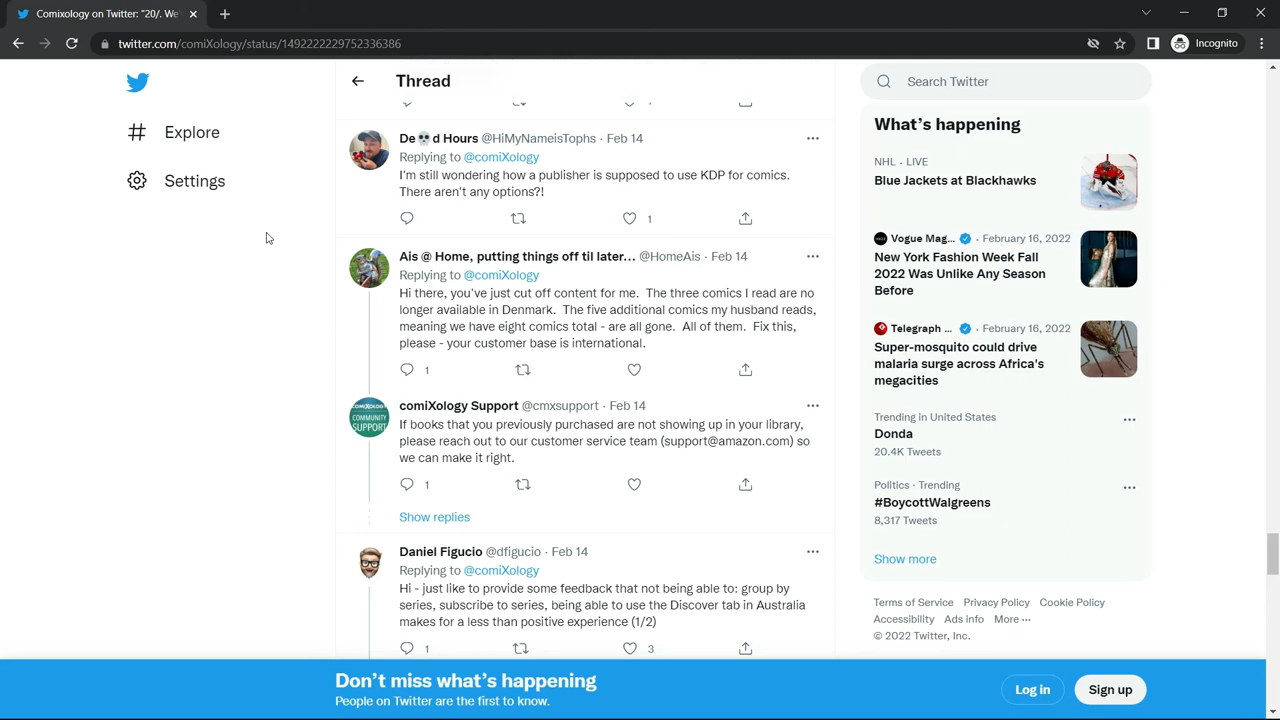 Comixology on Twitter: "20/. We'
twitter.com/comiXology/status/1492222229752336386
Incognito
Thread
Search Twitter
Explore
Settings
De💀d Hours @HiMyNameisTophs · Feb 14
Replying to @comiXology
I'm still wondering how a publisher is supposed to use KDP for comics.
There aren't any options?!
1
Ais @ Home, putting things off til later... @HomeAis · Feb 14
Replying to @comiXology
Hi there, you've just cut off content for me. The three comics I read are no
longer available in Denmark. The five additional comics my husband reads,
meaning we have eight comics total - are all gone. All of them. Fix this,
please - your customer base is international.
1
COMIXOLOGY
COMMUNITY
SUPPORT
comiXology Support @cmxsupport · Feb 14
If books that you previously purchased are not showing up in your library,
please reach out to our customer service team (support@amazon.com) so
we can make it right.
1
Show replies
Daniel Figucio @dfigucio · Feb 14
Replying to @comiXology
Hi - just like to provide some feedback that not being able to: group by
series, subscribe to series, being able to use the Discover tab in Australia
makes for a less than positive experience (1/2)
1 3
What's happening
NHL · LIVE
Blue Jackets at Blackhawks
Vogue Mag... · February 16, 2022
New York Fashion Week Fall
2022 Was Unlike Any Season
Before
Telegraph ... · February 16, 2022
Super-mosquito could drive
malaria surge across Africa's
megacities
Trending in United States
Donda
20.4K Tweets
Politics · Trending
#BoycottWalgreens
8,317 Tweets
Show more
Terms of Service Privacy Policy Cookie Policy
Accessibility Ads info More ···
© 2022 Twitter, Inc.
Don't miss what's happening
People on Twitter are the first to know.
Log in
Sign up